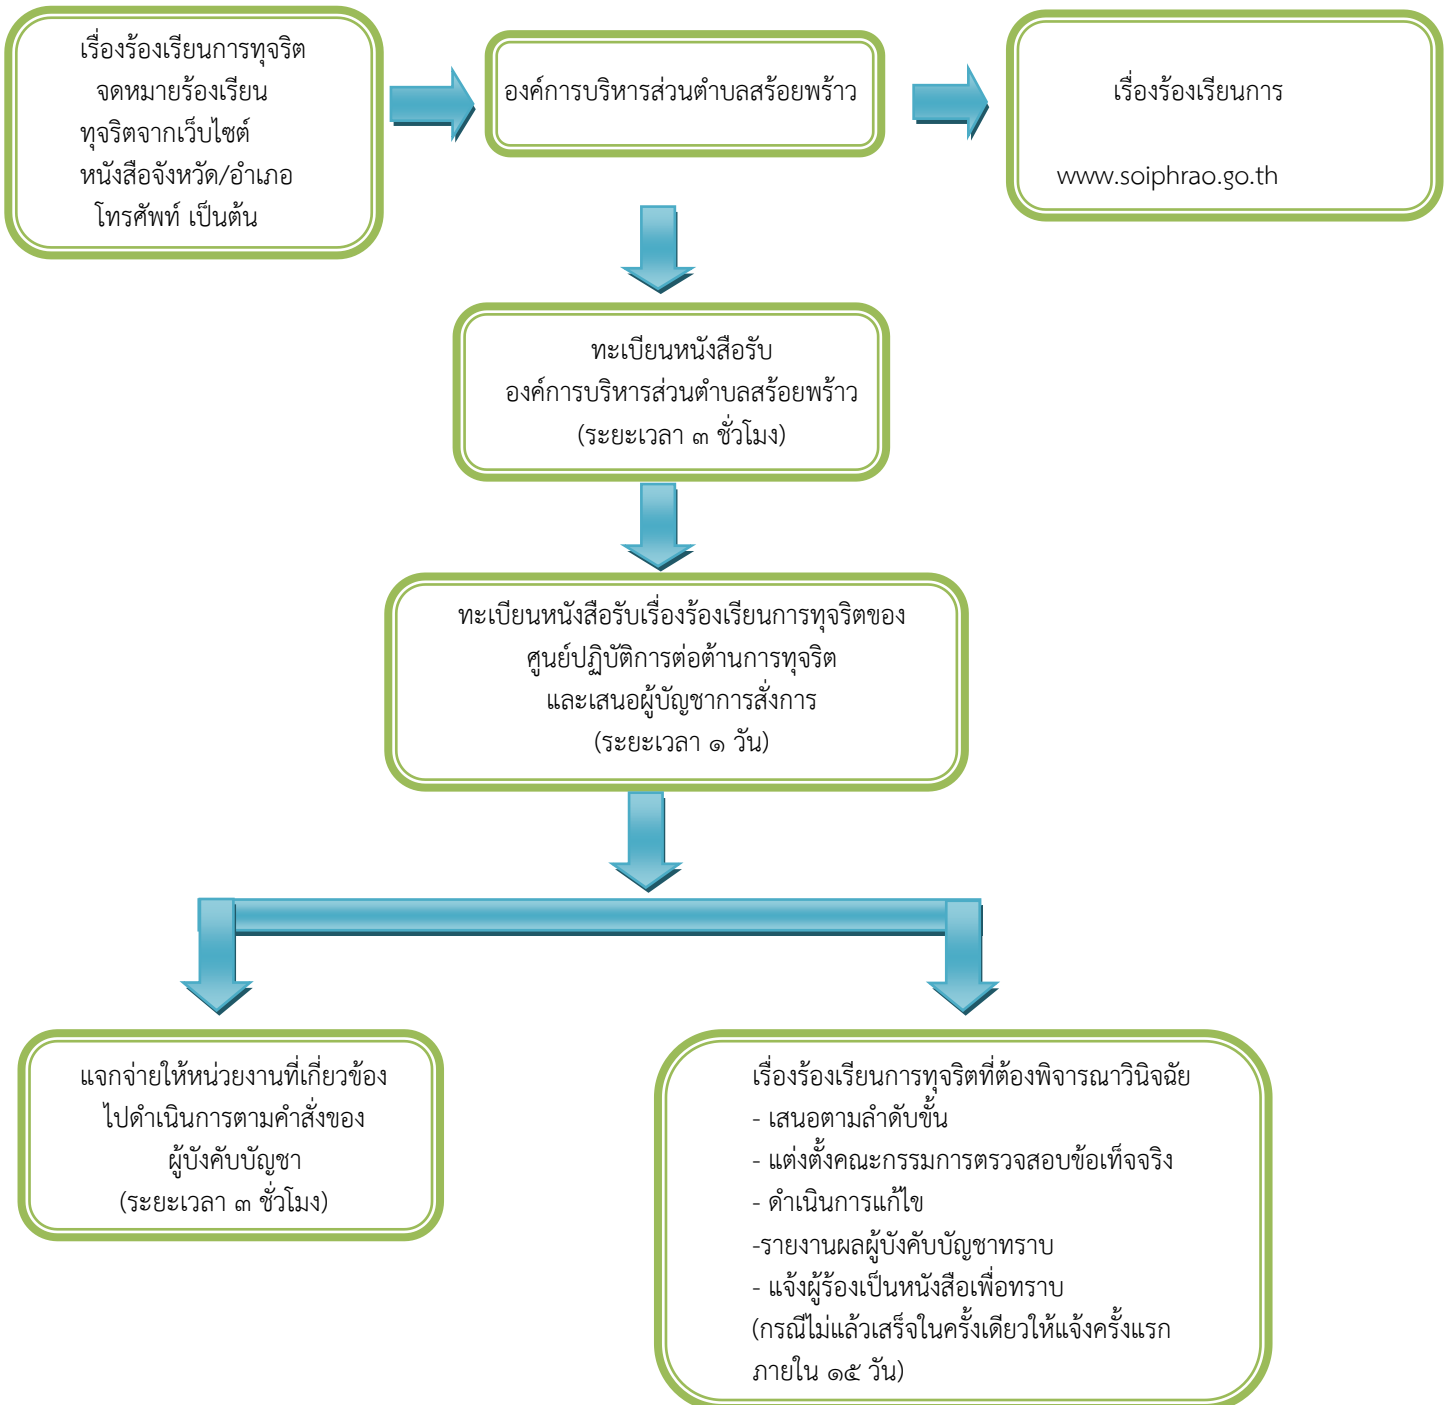 เรื่องร้องเรียนการทุจริต
จดหมายร้องเรียน
ทุจริตจากเว็บไซต์
หนังสือจังหวัด/อำเภอ
โทรศัพท์ เป็นต้น
องค์การบริหารส่วนตำบลสร้อยพร้าว
เรื่องร้องเรียนการ
www.soiphrao.go.th
ทะเบียนหนังสือรับ
องค์การบริหารส่วนตำบลสร้อยพร้าว
(ระยะเวลา ๓ ชั่วโมง)
ทะเบียนหนังสือรับเรื่องร้องเรียนการทุจริตของ
ศูนย์ปฏิบัติการต่อต้านการทุจริต
และเสนอผู้บัญชาการสั่งการ
(ระยะเวลา ๑ วัน)
แจกจ่ายให้หน่วยงานที่เกี่ยวข้อง
ไปดำเนินการตามคำสั่งของ
ผู้บังคับบัญชา
(ระยะเวลา ๓ ชั่วโมง)
เรื่องร้องเรียนการทุจริตที่ต้องพิจารณาวินิจฉัย
- เสนอตามลำดับขั้น
- แต่งตั้งคณะกรรมการตรวจสอบข้อเท็จจริง
- ดำเนินการแก้ไข
-รายงานผลผู้บังคับบัญชาทราบ
- แจ้งผู้ร้องเป็นหนังสือเพื่อทราบ
(กรณีไม่แล้วเสร็จในครั้งเดียวให้แจ้งครั้งแรก
ภายใน ๑๕ วัน)